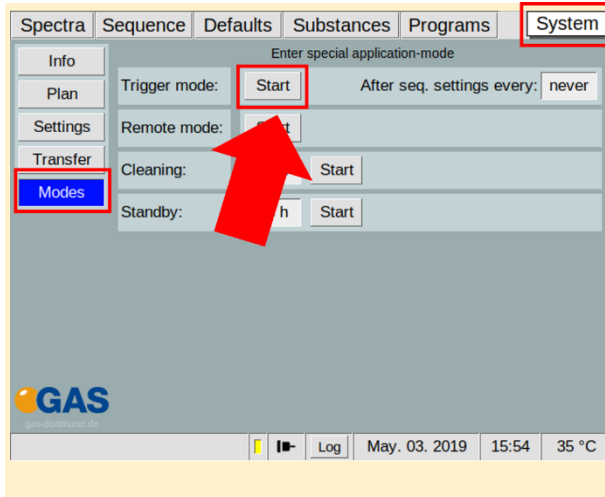 Spectra Sequence Defaults Substances Programs System
Info
Enter special application-mode
Plan
Trigger mode: Start After seq. settings every: never
Settings
Remote mode:
Transfer
Cleaning: Start
Modes
Standby: h Start
GAS
gas-dortmund.de
Log May. 03. 2019 15:54 35 °C